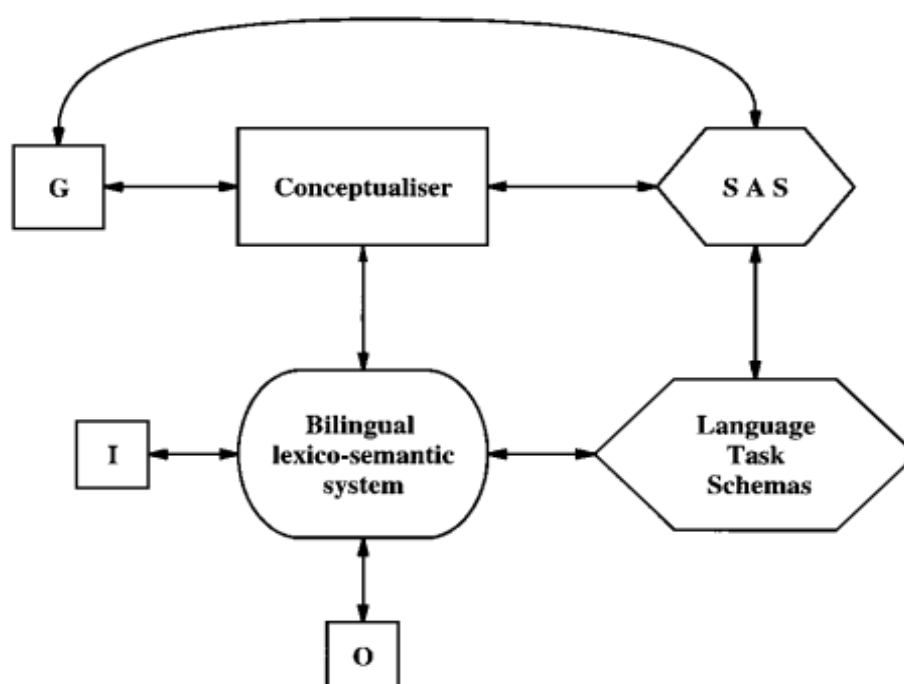 G
Conceptualiser
S A S
I
Bilingual
lexico-semantic
system
Language
Task
Schemas
O